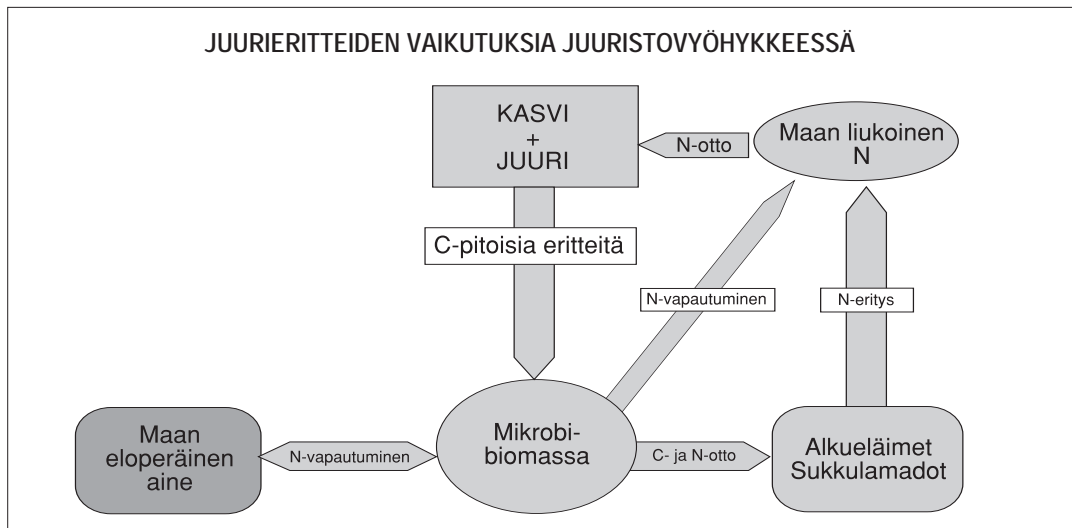 JUURIERITTEIDEN VAIKUTUKSIA JUURISTOVYÖHYKKEESSÄ
KASVI
+
JUURI
N-otto
Maan liukoinen
N
C-pitoisia eritteitä
N-vapautuminen
N-eritys
Maan
eloperäinen
aine
N-vapautuminen
Mikrobi-
biomassa
C- ja N-otto
Alkueläimet
Sukkulamadot